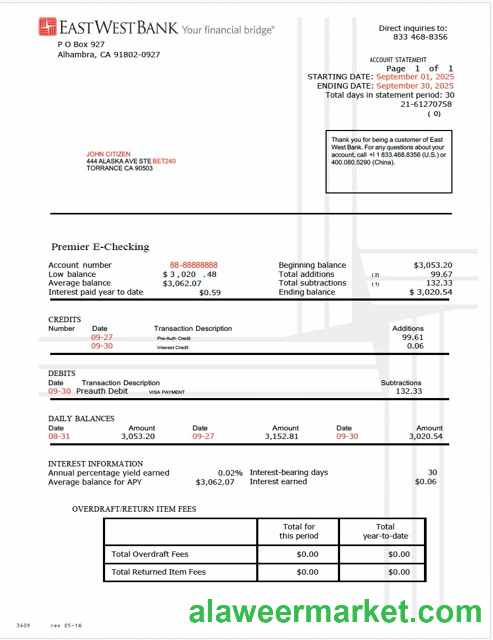 EASTWESTBANK Your financial bridge®
P O Box 927
Alhambra, CA 91802-0927
Direct inquiries to:
833 468-8356
ACCOUNT STATEMENT
Page 1 of 1
STARTING DATE: September 01, 2025
ENDING DATE: September 30, 2025
Total days in statement period: 30
21-61270758
( 0)
Thank you for being a customer of East
West Bank. For any questions about your
account, call +l 1 833.468.8356 (U.S.) or
400.080.5290 (China).
JOHN CITIZEN
444 ALASKA AVE STE BET240
TORRANCE CA 90503
Premier E-Checking
Account number 88-88888888 Beginning balance $3,053.20
Low balance $ 3 , 020 . 48 Total additions (2) 99.67
Average balance $3,062.07 Total subtractions (1) 132.33
Interest paid year to date $0.59 Ending balance $ 3,020.54
CREDITS
Number Date Transaction Description Additions
09-27 Pre-Auth Credit 99.61
09-30 Interest Credit 0.06
DEBITS
Date Transaction Description Subtractions
09-30 Preauth Debit VISA PAYMENT 132.33
DAILY BALANCES
Date Amount Date Amount Date Amount
08-31 3,053.20 09-27 3,152.81 09-30 3,020.54
INTEREST INFORMATION
Annual percentage yield earned 0.02% Interest-bearing days 30
Average balance for APY $3,062.07 Interest earned $0.06
OVERDRAFT/RETURN ITEM FEES
Total for Total
this period year-to-date
Total Overdraft Fees $0.00 $0.00
Total Returned Item Fees $0.00 $0.00
alaweermarket.com
rev 05-16